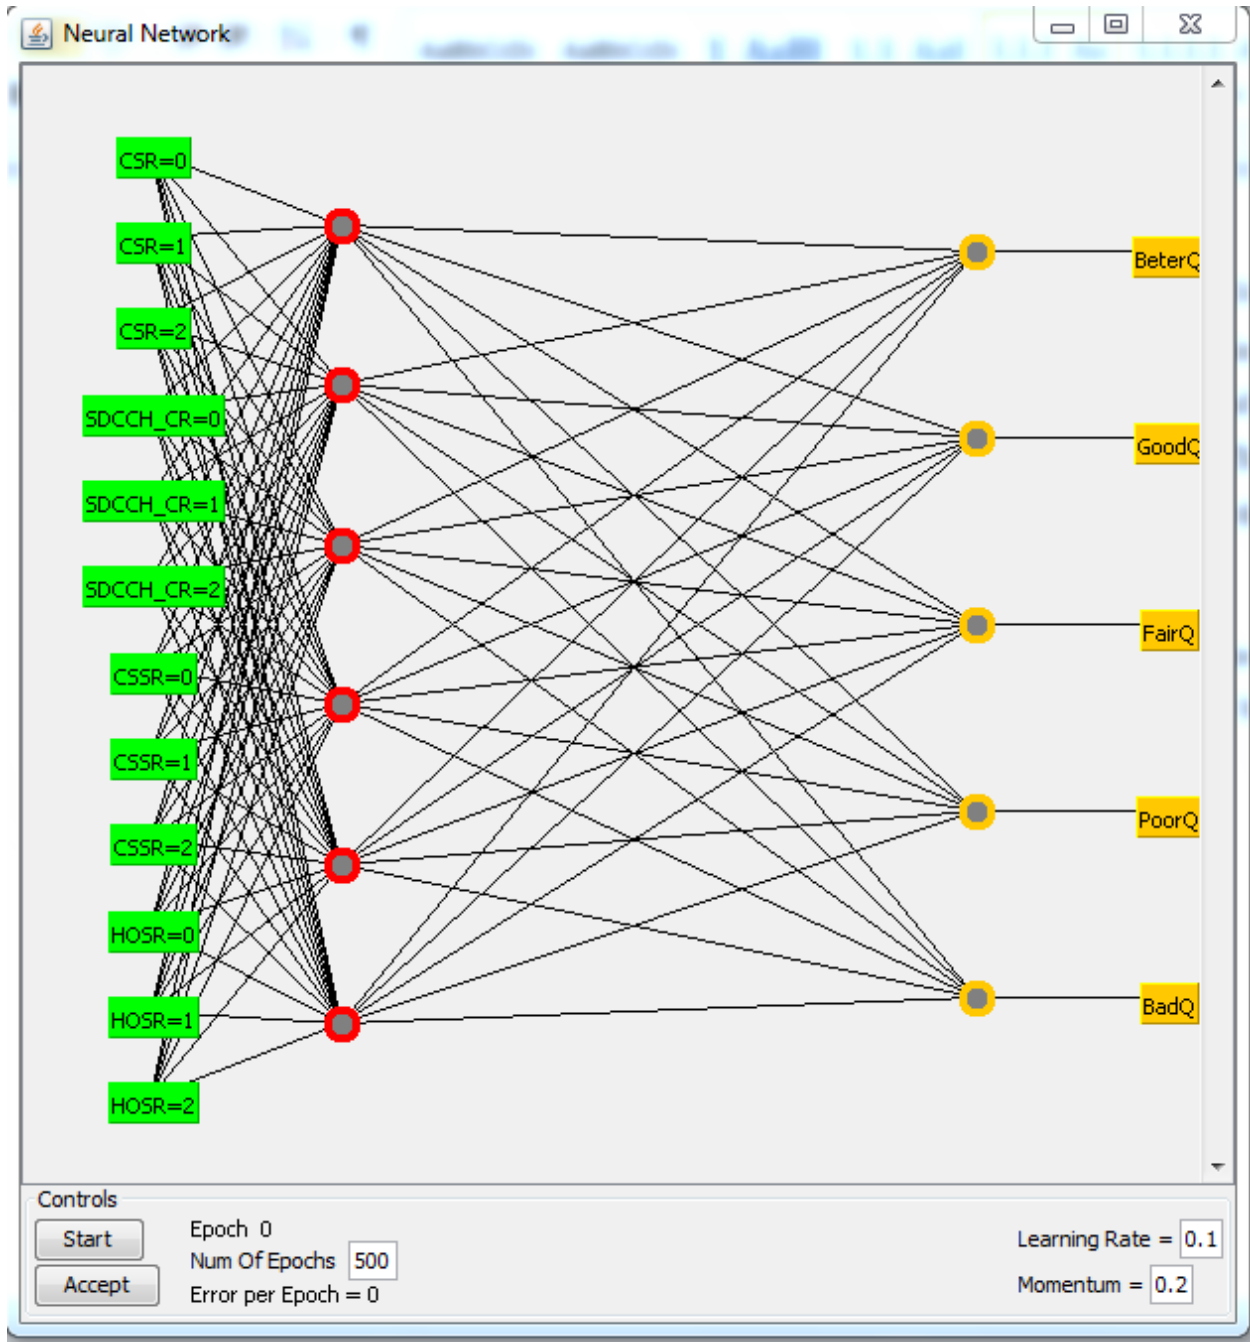 Neural Network
CSR=0
CSR=1
CSR=2
SDCCH_CR=0
SDCCH_CR=1
SDCCH_CR=2
CSSR=0
CSSR=1
CSSR=2
HOSR=0
HOSR=1
HOSR=2
BeterQ
GoodQ
FairQ
PoorQ
BadQ
Controls
Start
Accept
Epoch 0
Num Of Epochs 500
Error per Epoch = 0
Learning Rate = 0.1
Momentum = 0.2